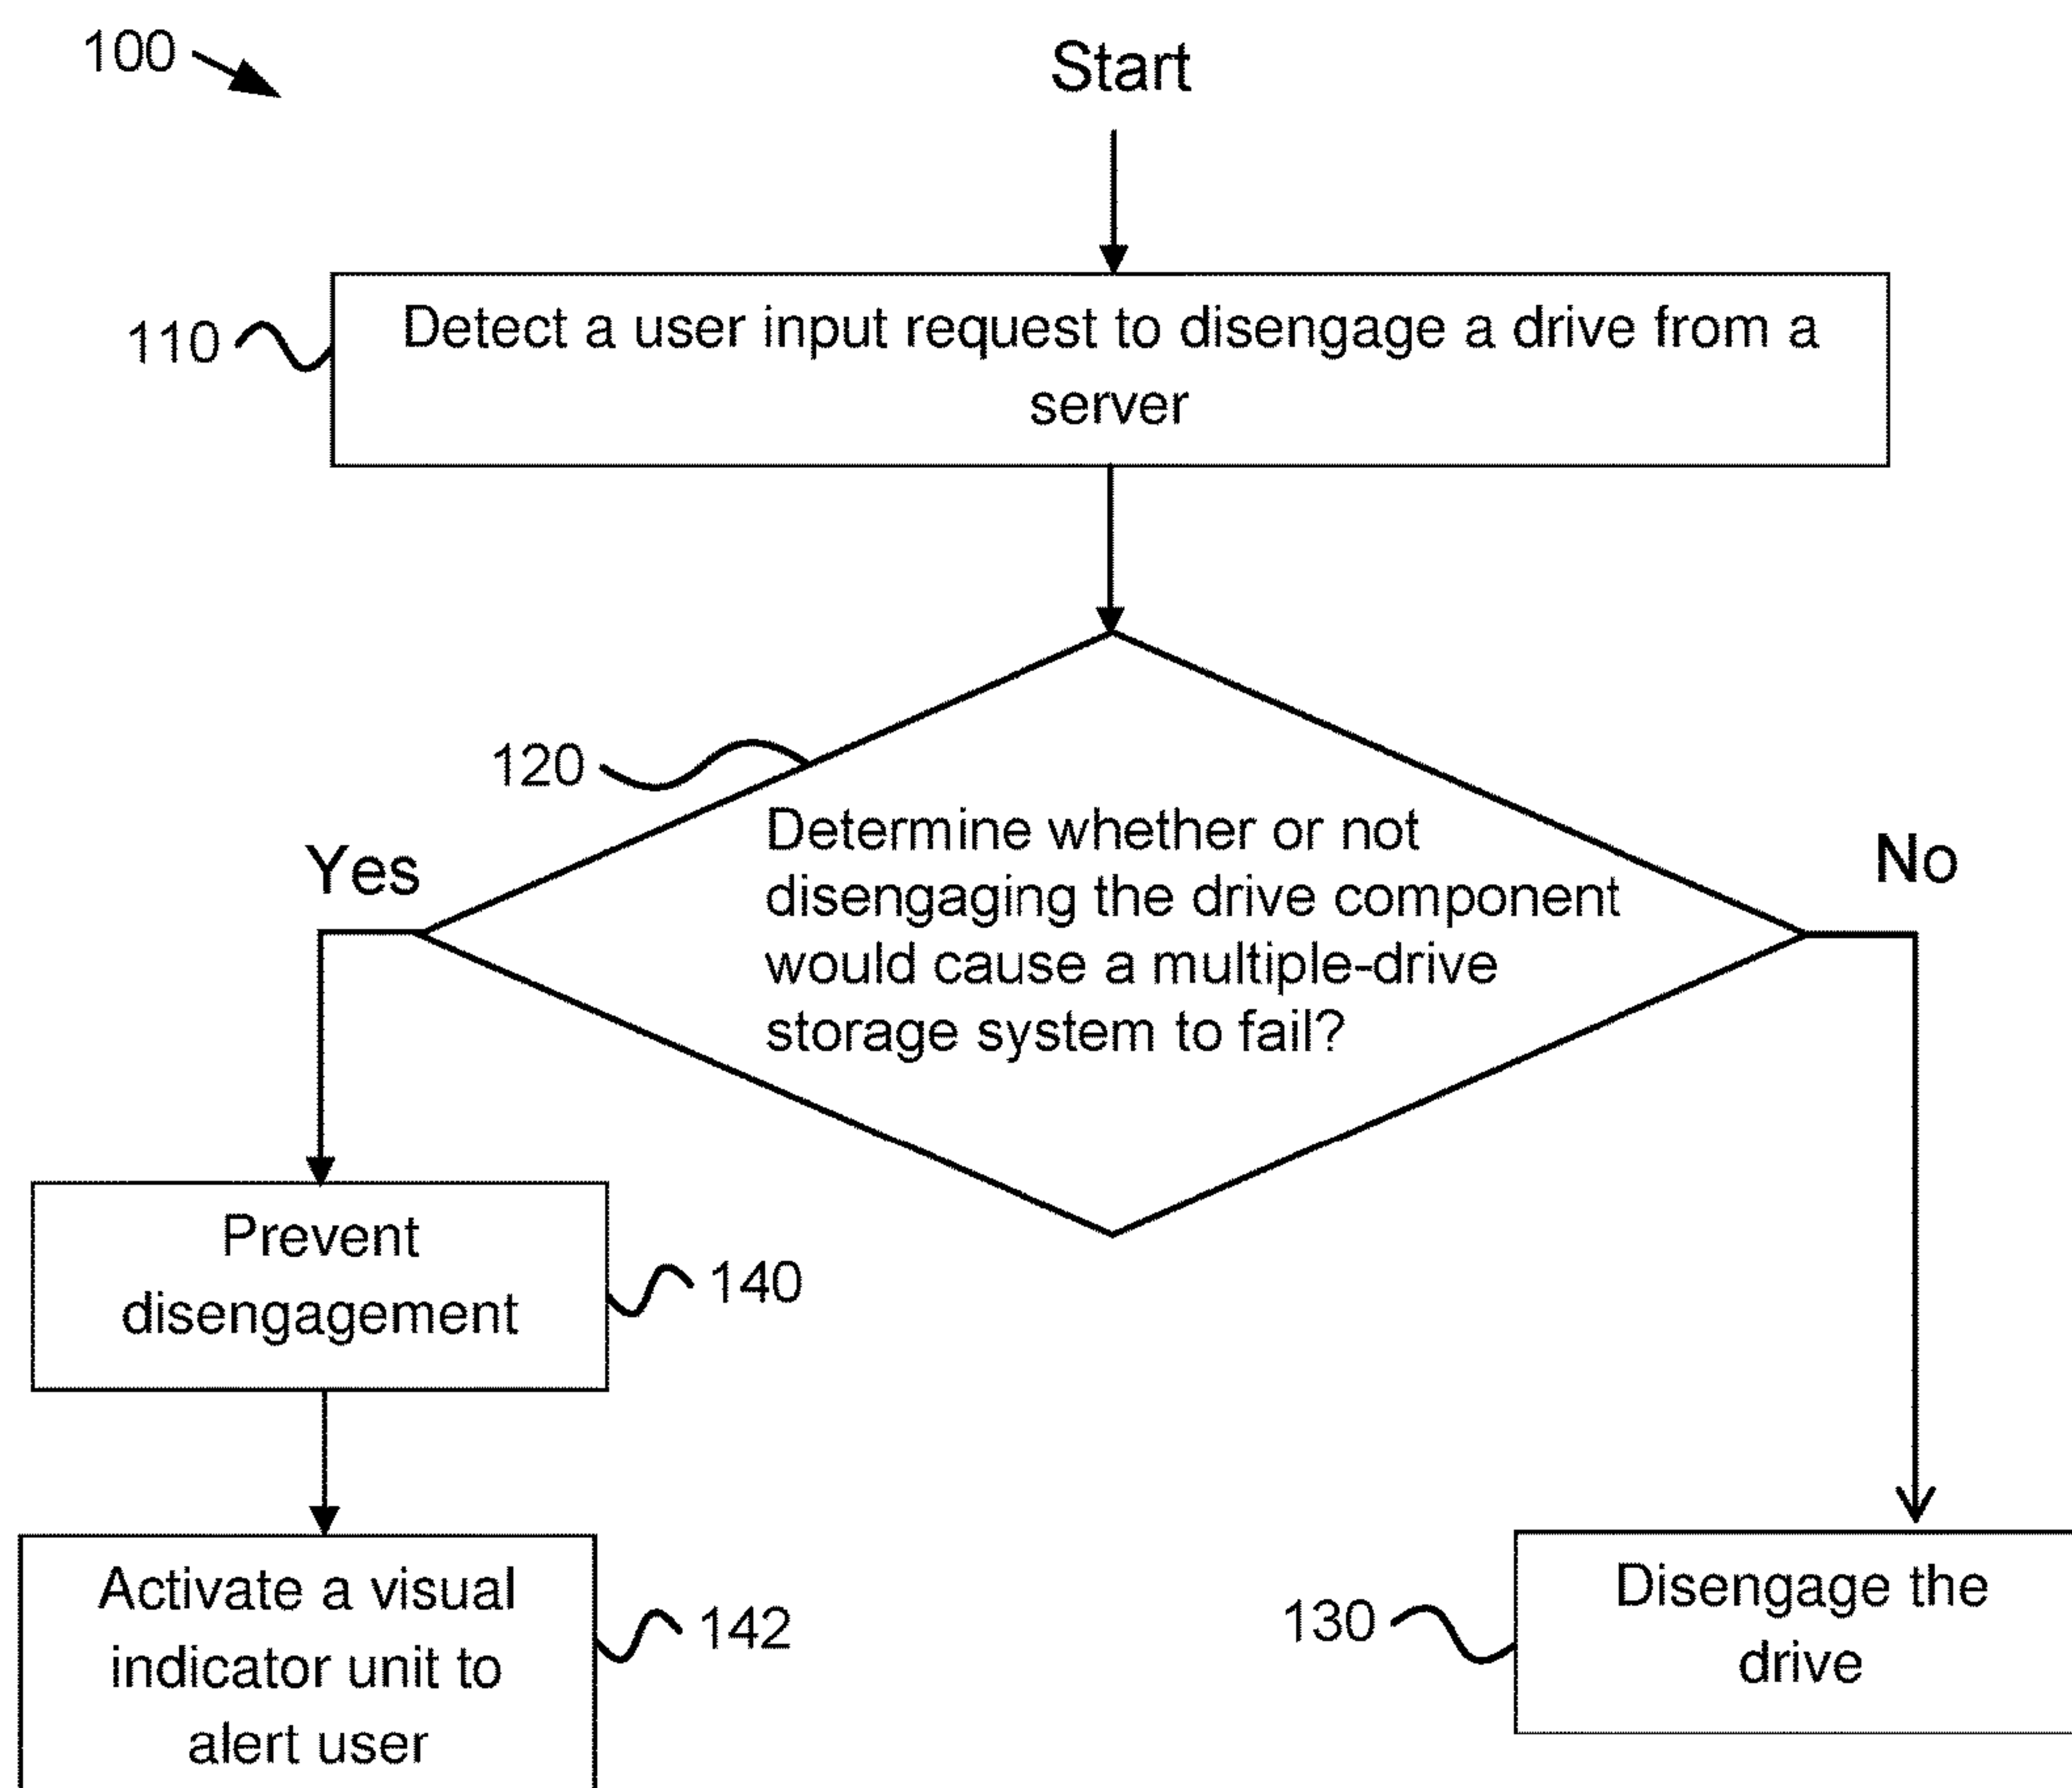 100
Start
110
Detect a user input request to disengage a drive from a
server
120
Determine whether or not
disengaging the drive component
would cause a multiple-drive
storage system to fail?
Yes
No
Prevent
disengagement
140
Activate a visual
indicator unit to
alert user
142
130
Disengage the
drive